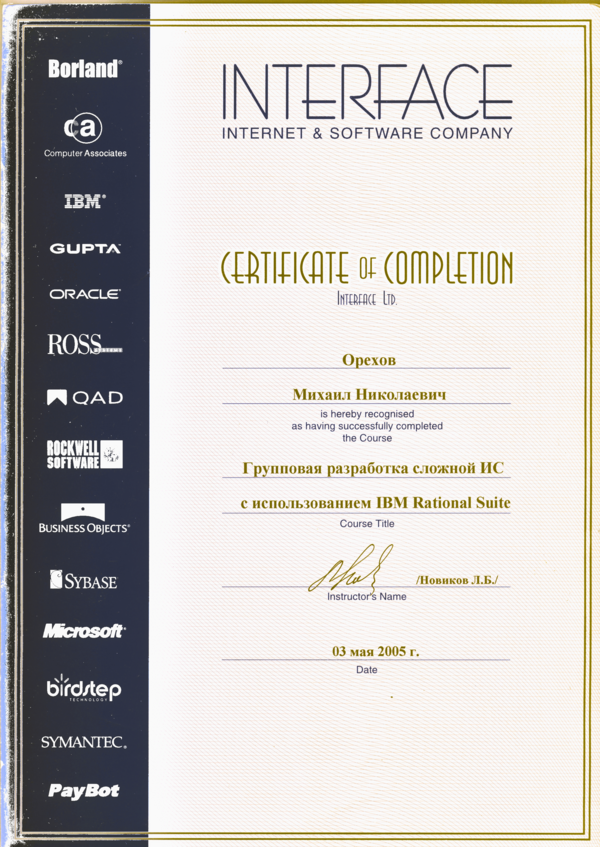 Borland®
ca
Computer Associates
IBM®
GUPTA
ORACLE®
ROSS
QAD
ROCKWELL
SOFTWARE
BUSINESS OBJECTS®
SYBASE
Microsoft®
birdstep
TECHNOLOGY
SYMANTEC.
PayBot
INTERFACE
INTERNET & SOFTWARE COMPANY
CERTIFICATE OF COMPLETION
INTERFACE LTD.
Орехов
Михаил Николаевич
is hereby recognised
as having successfully completed
the Course
Групповая разработка сложной ИС
с использованием IBM Rational Suite
Course Title
/Новиков Л.Б./
Instructor's Name
03 мая 2005 г.
Date